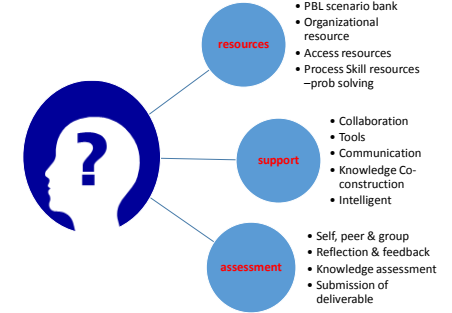 ?
resources
• PBL scenario bank
• Organizational
resource
• Access resources
• Process Skill resources
–prob solving
support
• Collaboration
• Tools
• Communication
• Knowledge Co-
construction
• Intelligent
assessment
• Self, peer & group
• Reflection & feedback
• Knowledge assessment
• Submission of
deliverable